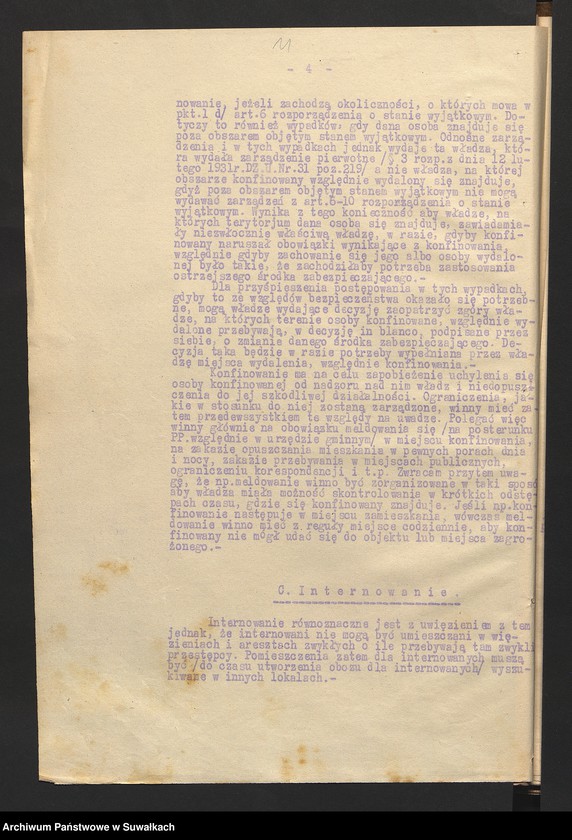 11
- 4 -
nowanie, jeżeli zachodzą okoliczności, o których mowa w
pkt.1 d/ art.6 rozporządzenia o stanie wyjątkowym. Do-
tyczy to również wypadków, gdy dana osoba znajduje się
poza obszarem objętym stanem wyjątkowym. Odnośne zarzą-
dzenia i w tych wypadkach jednak wydaje ta władza, któ-
ra wydała zarządzenie pierwotne /§ 3 rozp.z dnia 12 lu-
tego 1931r.Dz.U.Nr.31 poz.219/ a nie władza, na której
obszarze konfinowany względnie wydalony się znajduje,
gdyż poza obszarem objętym stanem wyjątkowym nie mogą
wydawać zarządzeń z art.6-10 rozporządzenia o stanie
wyjątkowym. Wynika z tego konieczność aby władze, na
których terytorjum dana osoba się znajduje, zawiadamia-
ły niezwłocznie właściwą władzę, w razie, gdyby konfi-
nowany naruszał obowiązki wynikające z konfinowania,
względnie gdyby zachowanie się jego albo osoby wydalo-
nej było takie, że zachodziłaby potrzeba zastosowania
ostrzejszego środka zabezpieczającego.-
Dla przyśpieszenia postępowania w tych wypadkach,
gdyby to ze względów bezpieczeństwa okazało się potrzeb-
ne, mogą władze wydające decyzję zaopatrzyć zgóry wła-
dze, na których terenie osoby konfinowane, względnie wy-
dalone przebywają, w decyzję in blanco, podpisane przez
siebie, o zmianie danego środka zabezpieczającego. De-
cyzja taka będzie w razie potrzeby wypełniana przez wła-
dzę miejsca wydalenia, względnie konfinowania.-
Konfinowanie ma na celu zapobieżenie uchylenia się
osoby konfinowanej od nadzoru nad nim władz i niedopusz-
czenia do jej szkodliwej działalności. Ograniczenia, ja-
kie w stosunku do niej zostaną zarządzone, winny mieć za-
tem przedewszystkiem te względy na uwadze. Polegać więc
winny głównie na obowiązku meldowania się /na posterunku
PP.względnie w urzędzie gminnym/ w miejscu konfinowania,
na zakazie opuszczania mieszkania w pewnych porach dnia
i nocy, zakazie przebywania w miejscach publicznych,
ograniczeniu korespondencji i t.p. Zwracam przytem uwa-
gę, że np.meldowanie winno być zorganizowane w taki sposó
aby władza miała możność skontrolowania w krótkich odstę-
pach czasu, gdzie się konfinowany znajduje. Jeśli np.kon-
finowanie następuje w miejscu zamieszkania, wówczas mel-
dowanie winno mieć z reguły miejsce codziennie, aby kon-
finowany nie mógł udać się do objektu lub miejsca zagro-
żonego.-
C. Internowanie.
Internowanie równoznaczne jest z uwięzieniem z tem
jednak, że internowani nie mogą być umieszczani w wię-
zieniach i aresztach zwykłych o ile przebywają tam zwykli
przestępcy. Pomieszczenia zatem dla internowanych muszą
być /do czasu utworzenia obozu dla internowanych/ wyszu-
kiwane w innych lokalach.-
Archiwum Państwowe w Suwałkach